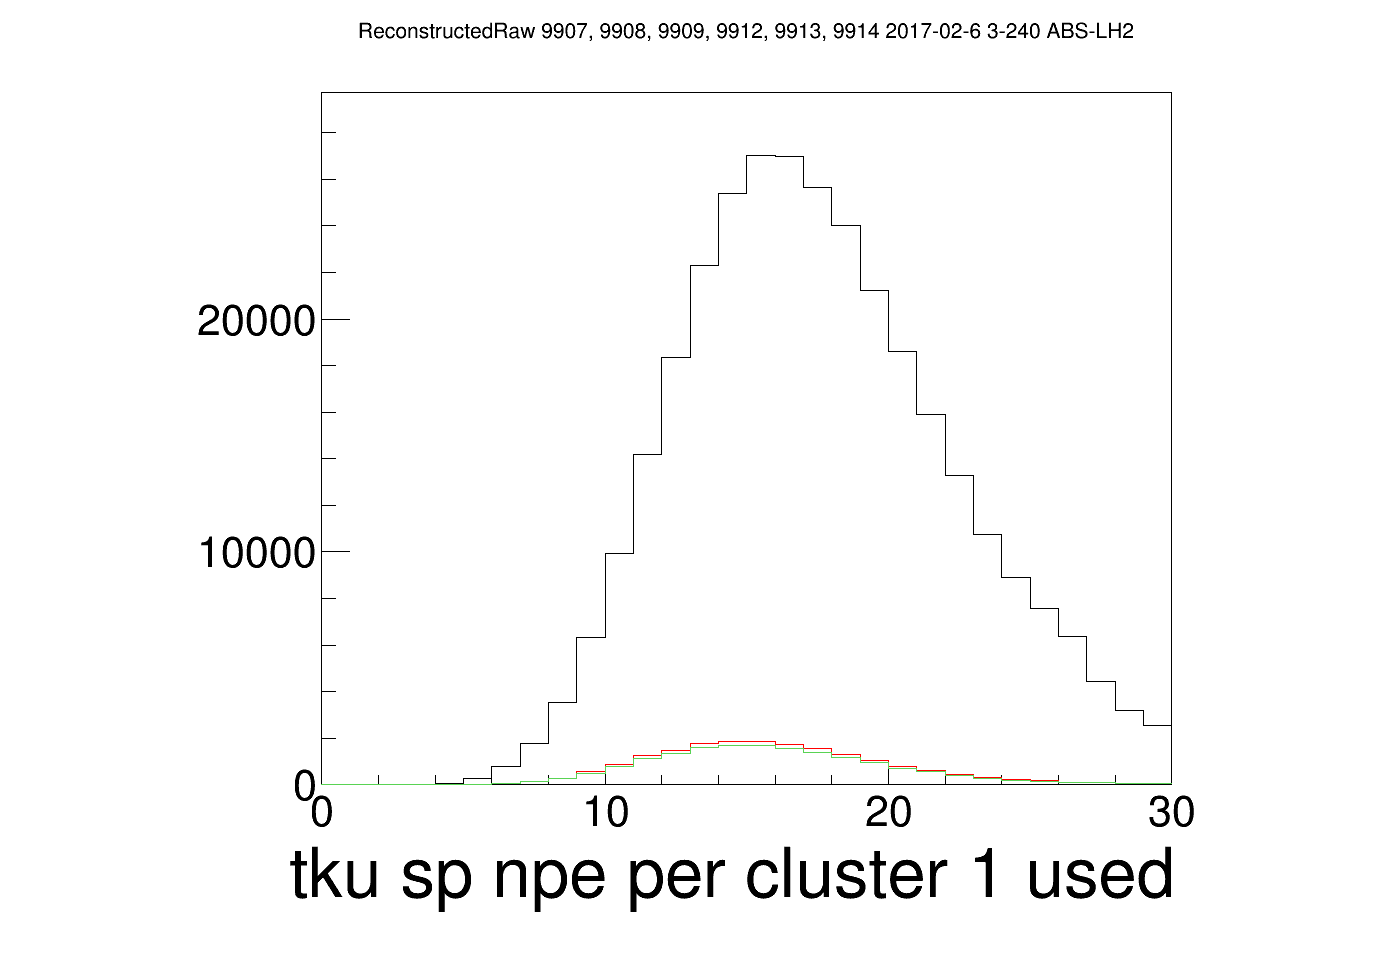 ReconstructedRaw 9907, 9908, 9909, 9912, 9913, 9914 2017-02-6 3-240 ABS-LH2
20000
10000
0
0 10 20 30
tku sp npe per cluster 1 used